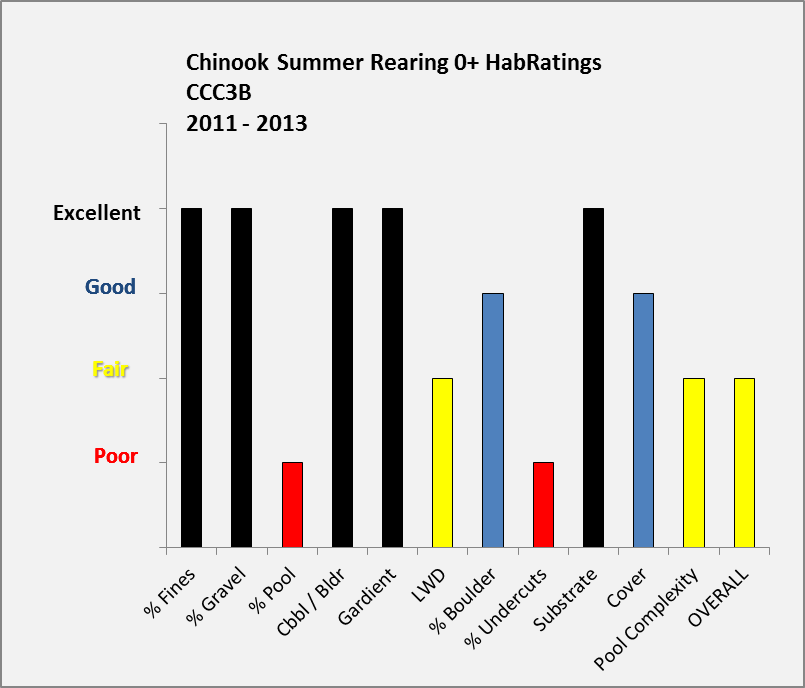 Chinook Summer Rearing 0+ HabRatings
CCC3B
2011 - 2013
Excellent
Good
Fair
Poor
% Fines
% Gravel
% Pool
Cbbl / Bldr
Gardient
LWD
% Boulder
% Undercuts
Substrate
Cover
Pool Complexity
OVERALL